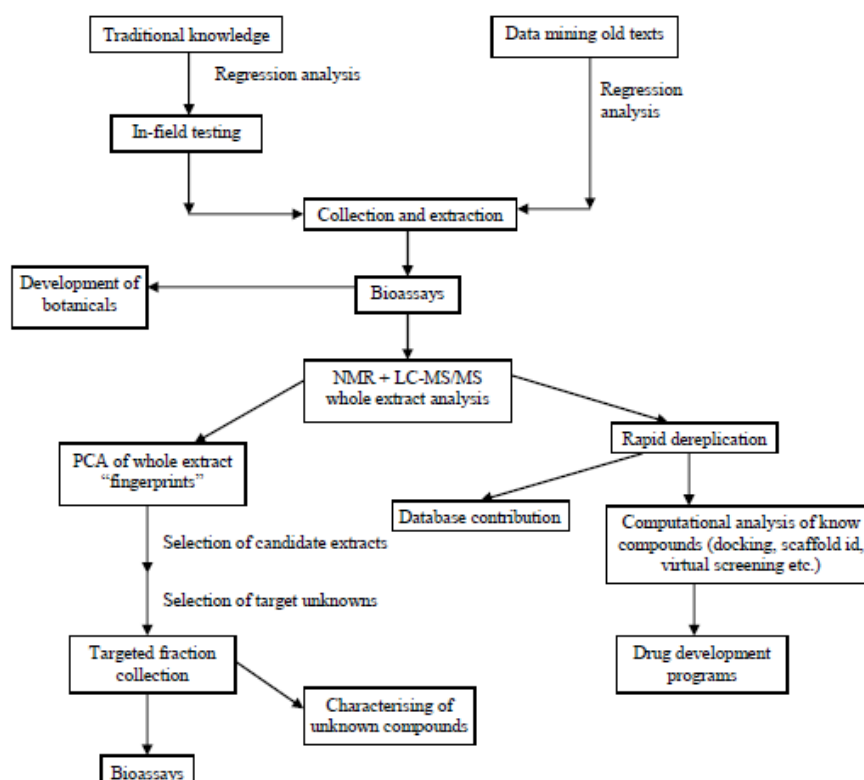 Traditional knowledge
Data mining old texts
Regression analysis
Regression
analysis
In-field testing
Collection and extraction
Development of
botanicals
Bioassays
NMR + LC-MS/MS
whole extract analysis
Rapid dereplication
PCA of whole extract
“fingerprints”
Database contribution
Computational analysis of know
compounds (docking, scaffold id,
virtual screening etc.)
Selection of candidate extracts
Selection of target unknowns
Targeted fraction
collection
Drug development
programs
Characterising of
unknown compounds
Bioassays